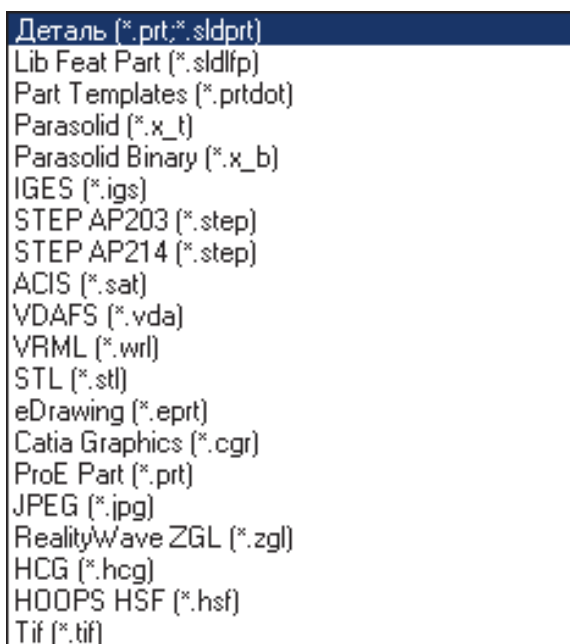 Деталь (*.prt;*.sldprt)
Lib Feat Part (*.sldlfp)
Part Templates (*.prtdot)
Parasolid (*.x_t)
Parasolid Binary (*.x_b)
IGES (*.igs)
STEP AP203 (*.step)
STEP AP214 (*.step)
ACIS (*.sat)
VDAFS (*.vda)
VRML (*.wrl)
STL (*.stl)
eDrawing (*.eprt)
Catia Graphics (*.cgr)
ProE Part (*.prt)
JPEG (*.jpg)
RealityWave ZGL (*.zgl)
HCG (*.hcg)
HOOPS HSF (*.hsf)
Tif (*.tif)